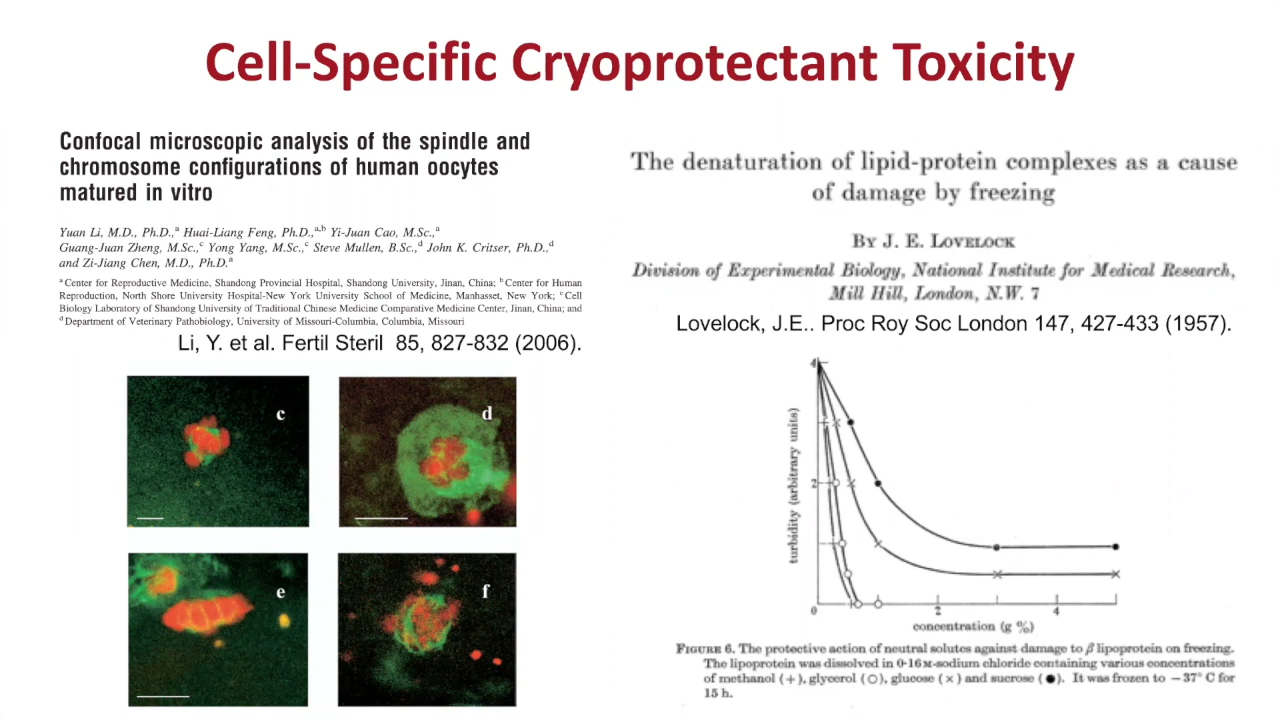 Cell-Specific Cryoprotectant Toxicity
Confocal microscopic analysis of the spindle and
chromosome configurations of human oocytes
matured in vitro
Yuan Li, M.D., Ph.D.,a Huai-Liang Feng, Ph.D.,a,b Yi-Juan Cao, M.Sc.,a
Guang-Juan Zheng, M.Sc.,c Yong Yang, M.Sc.,c Steve Mullen, B.Sc.,d John K. Critser, Ph.D.,d
and Zi-Jiang Chen, M.D., Ph.D.a
a Center for Reproductive Medicine, Shandong Provincial Hospital, Shandong University, Jinan, China; b Center for Human
Reproduction, North Shore University Hospital-New York University School of Medicine, Manhasset, New York; c Cell
Biology Laboratory of Shandong University of Traditional Chinese Medicine Comparative Medicine Center, Jinan, China; and
d Department of Veterinary Pathobiology, University of Missouri-Columbia, Columbia, Missouri
Li, Y. et al. Fertil Steril 85, 827-832 (2006).
c
d
e
f
The denaturation of lipid-protein complexes as a cause
of damage by freezing
By J. E. Lovelock
Division of Experimental Biology, National Institute for Medical Research,
Mill Hill, London, N.W. 7
Lovelock, J.E.. Proc Roy Soc London 147, 427-433 (1957).
4
2
turbidity (arbitrary units)
0
2
4
concentration (g %)
Figure 6. The protective action of neutral solutes against damage to β lipoprotein on freezing.
The lipoprotein was dissolved in 0·16M-sodium chloride containing various concentrations
of methanol (+), glycerol (○), glucose (×) and sucrose (●). It was frozen to −37° C for
15 h.